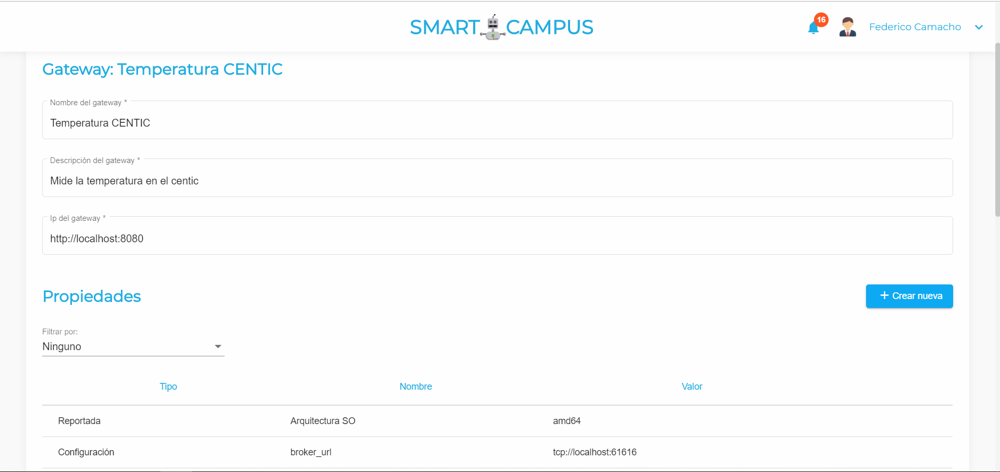 SMART CAMPUS
16
Federico Camacho
Gateway: Temperatura CENTIC
Nombre del gateway *
Temperatura CENTIC
Descripción del gateway *
Mide la temperatura en el centic
Ip del gateway *
http://localhost:8080
Propiedades
+ Crear nueva
Filtrar por:
Ninguno
Tipo Nombre Valor
Reportada Arquitectura SO amd64
Configuración broker_url tcp://localhost:61616